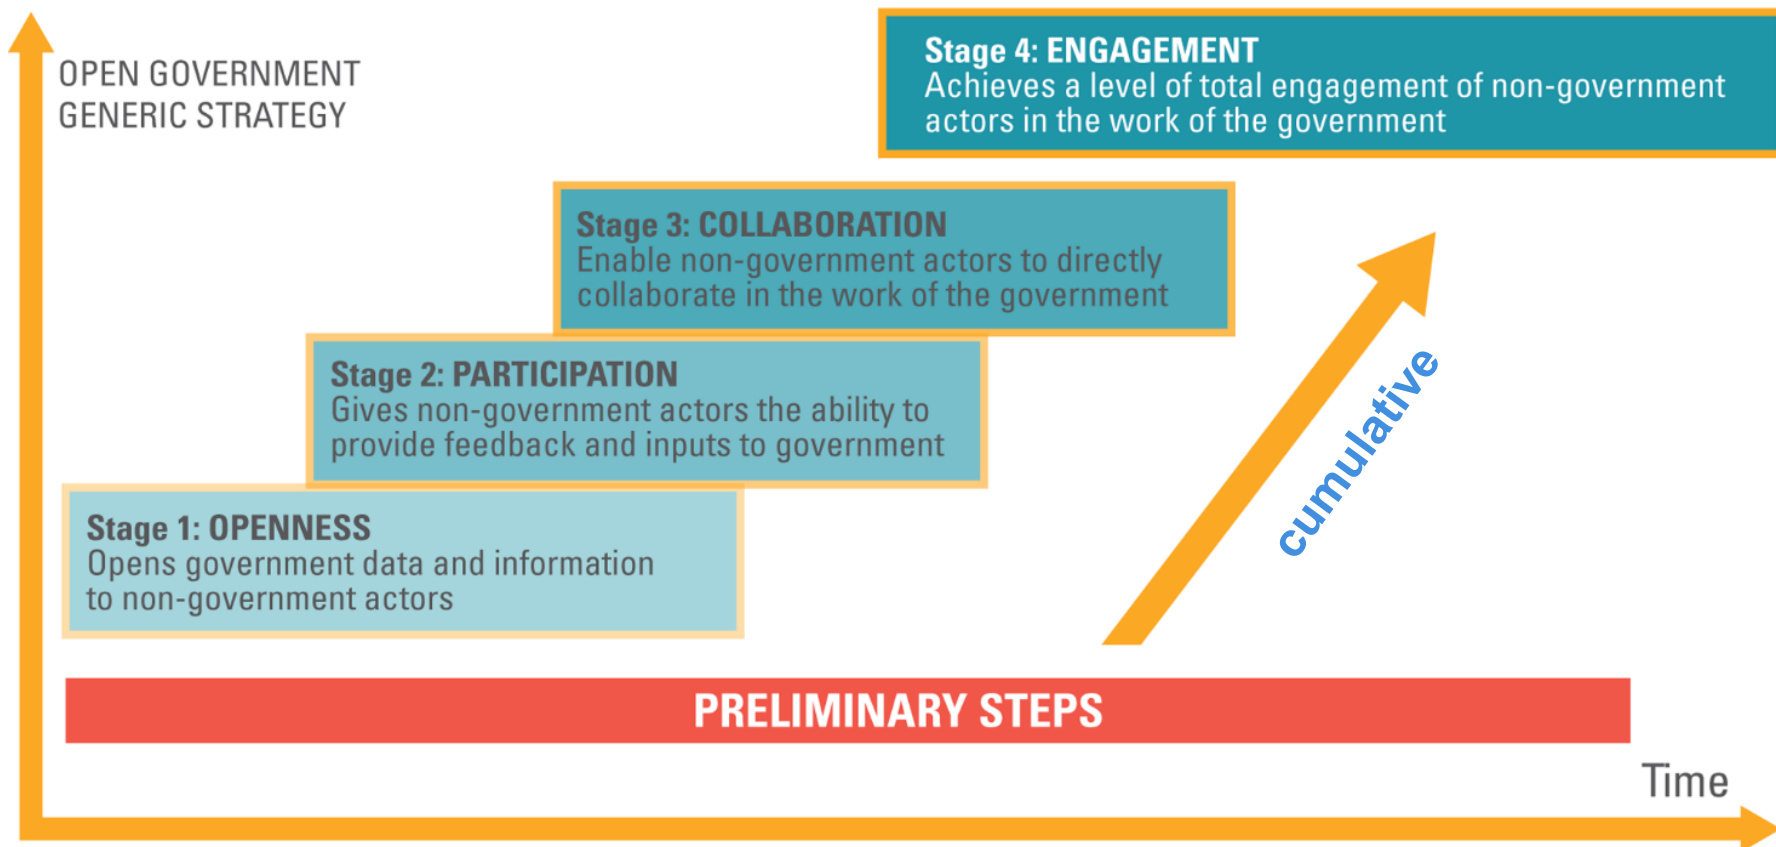 OPEN GOVERNMENT
GENERIC STRATEGY
Stage 4: ENGAGEMENT
Achieves a level of total engagement of non-government
actors in the work of the government
Stage 3: COLLABORATION
Enable non-government actors to directly
collaborate in the work of the government
Stage 2: PARTICIPATION
Gives non-government actors the ability to
provide feedback and inputs to government
Stage 1: OPENNESS
Opens government data and information
to non-government actors
cumulative
PRELIMINARY STEPS
Time